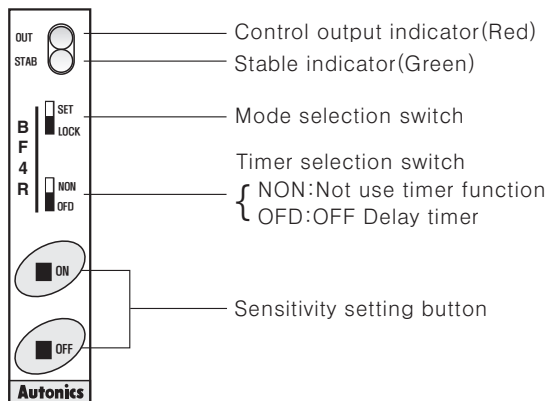 OUT
STAB
Control output indicator(Red)
Stable indicator(Green)
SET
LOCK
Mode selection switch
BF4R
Timer selection switch
NON
OFD
NON:Not use timer function
OFD:OFF Delay timer
ON
Sensitivity setting button
OFF
Autonics